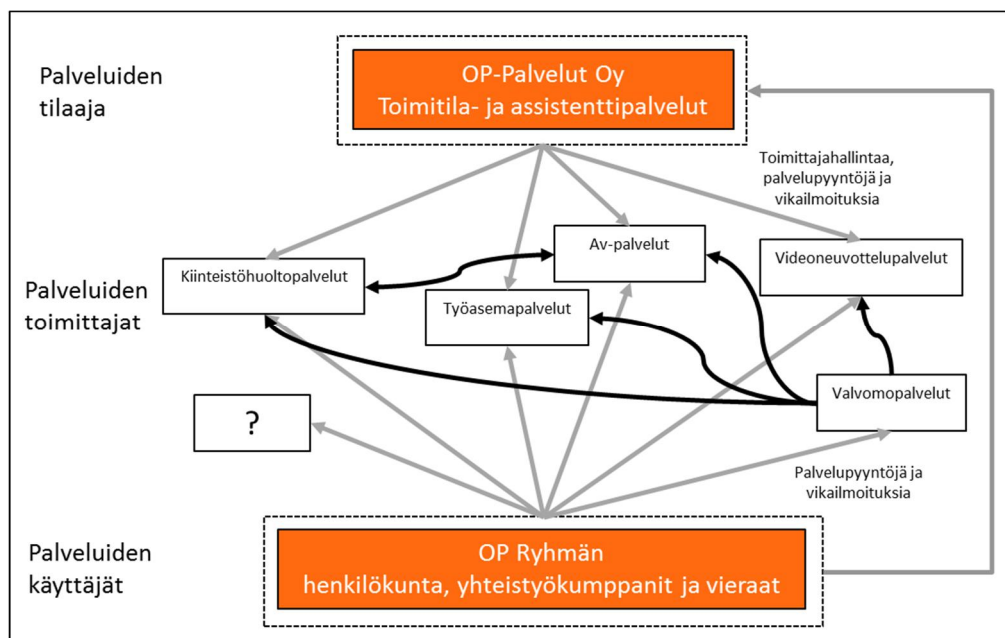 Palveluiden
tilaaja
OP-Palvelut Oy
Toimitila- ja assistenttipalvelut
Toimittajahallintaa,
palvelupyyntöjä ja
vikailmoituksia
Palveluiden
toimittajat
Kiinteistöhuoltopalvelut
Av-palvelut
Videoneuvottelupalvelut
Työasemapalvelut
Valvomopalvelut
?
Palvelupyyntöjä ja
vikailmoituksia
Palveluiden
käyttäjät
OP Ryhmän
henkilökunta, yhteistyökumppanit ja vieraat